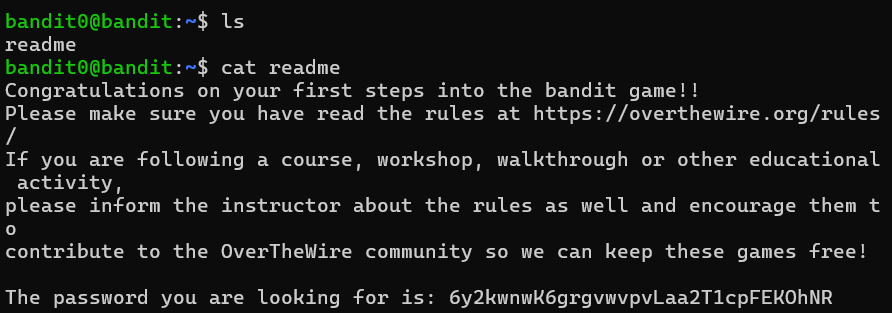 bandit0@bandit:~$ ls
readme
bandit0@bandit:~$ cat readme
Congratulations on your first steps into the bandit game!!
Please make sure you have read the rules at https://overthewire.org/rules
/
If you are following a course, workshop, walkthrough or other educational
 activity,
please inform the instructor about the rules as well and encourage them t
o
contribute to the OverTheWire community so we can keep these games free!

The password you are looking for is: 6y2kwnwK6grgvwvpvLaa2T1cpFEKOhNR